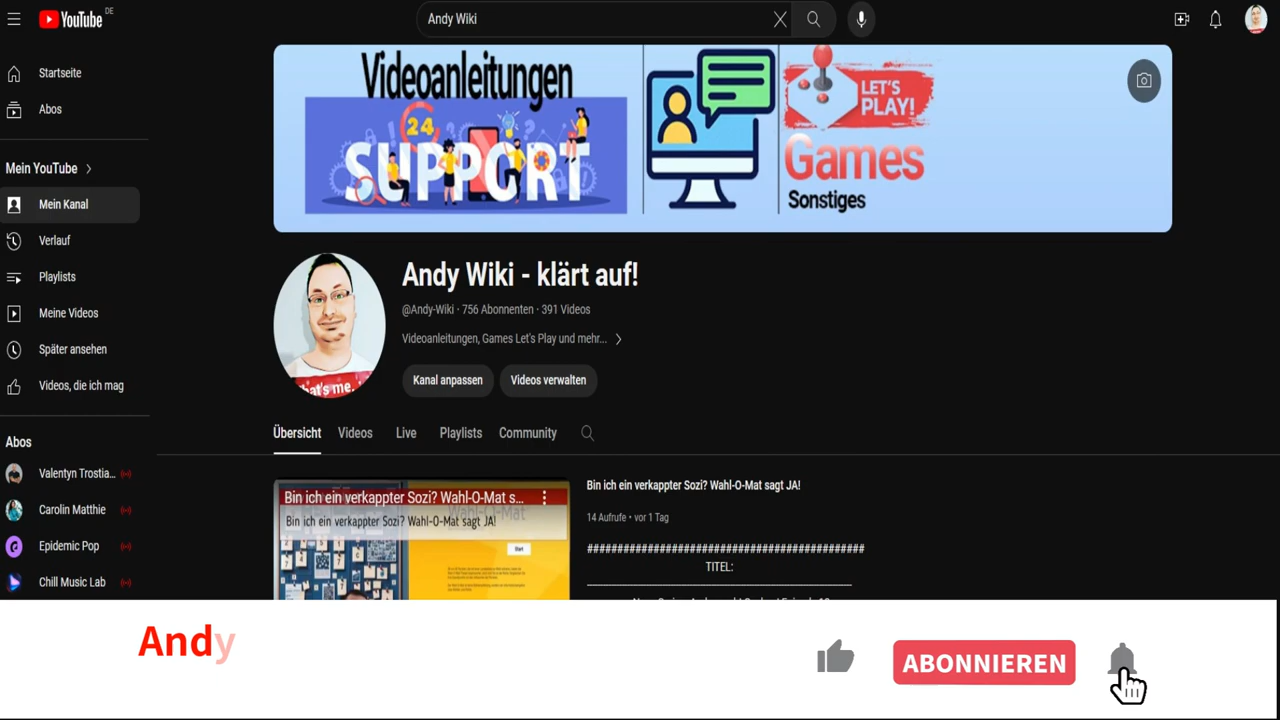 YouTube DE
Andy Wiki
Startseite
Abos
Mein YouTube
Mein Kanal
Verlauf
Playlists
Meine Videos
Später ansehen
Videos, die ich mag
Abos
Valentyn Trostia...
Carolin Matthie
Epidemic Pop
Chill Music Lab
Videoanleitungen
24
SUPPORT
LET'S
PLAY!
Games
Sonstiges
hat's me.
Andy Wiki - klärt auf!
@Andy-Wiki · 756 Abonnenten · 391 Videos
Videoanleitungen, Games Let's Play und mehr...
Kanal anpassen Videos verwalten
Übersicht Videos Live Playlists Community
Bin ich ein verkappter Sozi? Wahl-O-Mat s...
Bin ich ein verkappter Sozi? Wahl-O-Mat sagt JA!
Start
Bin ich ein verkappter Sozi? Wahl-O-Mat sagt JA!
14 Aufrufe · vor 1 Tag
###########################################
TITEL:
Andy
ABONNIEREN